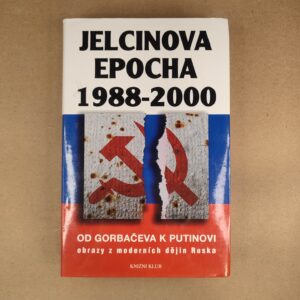 JELCINOVA
EPOCHA
1988-2000
OD GORBAČEVA K PUTINOVI
obrazy z moderních dějin Ruska
KNIŽNÍ KLUB